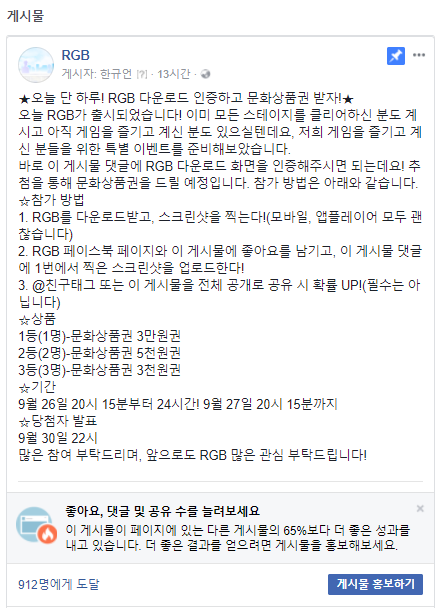 게시물
RGB
게시자: 한규언 [?] · 13시간 ·
★오늘 단 하루! RGB 다운로드 인증하고 문화상품권 받자!★
오늘 RGB가 출시되었습니다! 이미 모든 스테이지를 클리어하신 분도 계
시고 아직 게임을 즐기고 계신 분도 있으실텐데요, 저희 게임을 즐기고 계
신 분들을 위한 특별 이벤트를 준비해보았습니다.
바로 이 게시물 댓글에 RGB 다운로드 화면을 인증해주시면 되는데요! 추
첨을 통해 문화상품권을 드릴 예정입니다. 참가 방법은 아래와 같습니다.
☆참가 방법
1. RGB를 다운로드받고, 스크린샷을 찍는다!(모바일, 앱플레이어 모두 괜
찮습니다)
2. RGB 페이스북 페이지와 이 게시물에 좋아요를 남기고, 이 게시물 댓글
에 1번에서 찍은 스크린샷을 업로드한다!
3. @친구태그 또는 이 게시물을 전체 공개로 공유 시 확률 UP!(필수는 아
닙니다)
☆상품
1등(1명)-문화상품권 3만원권
2등(2명)-문화상품권 5천원권
3등(3명)-문화상품권 3천원권
☆기간
9월 26일 20시 15분부터 24시간! 9월 27일 20시 15분까지
☆당첨자 발표
9월 30일 22시
많은 참여 부탁드리며, 앞으로도 RGB 많은 관심 부탁드립니다!
좋아요, 댓글 및 공유 수를 늘려보세요
이 게시물이 페이지에 있는 다른 게시물의 65%보다 더 좋은 성과를
내고 있습니다. 더 좋은 결과를 얻으려면 게시물을 홍보해보세요.
912명에게 도달
게시물 홍보하기